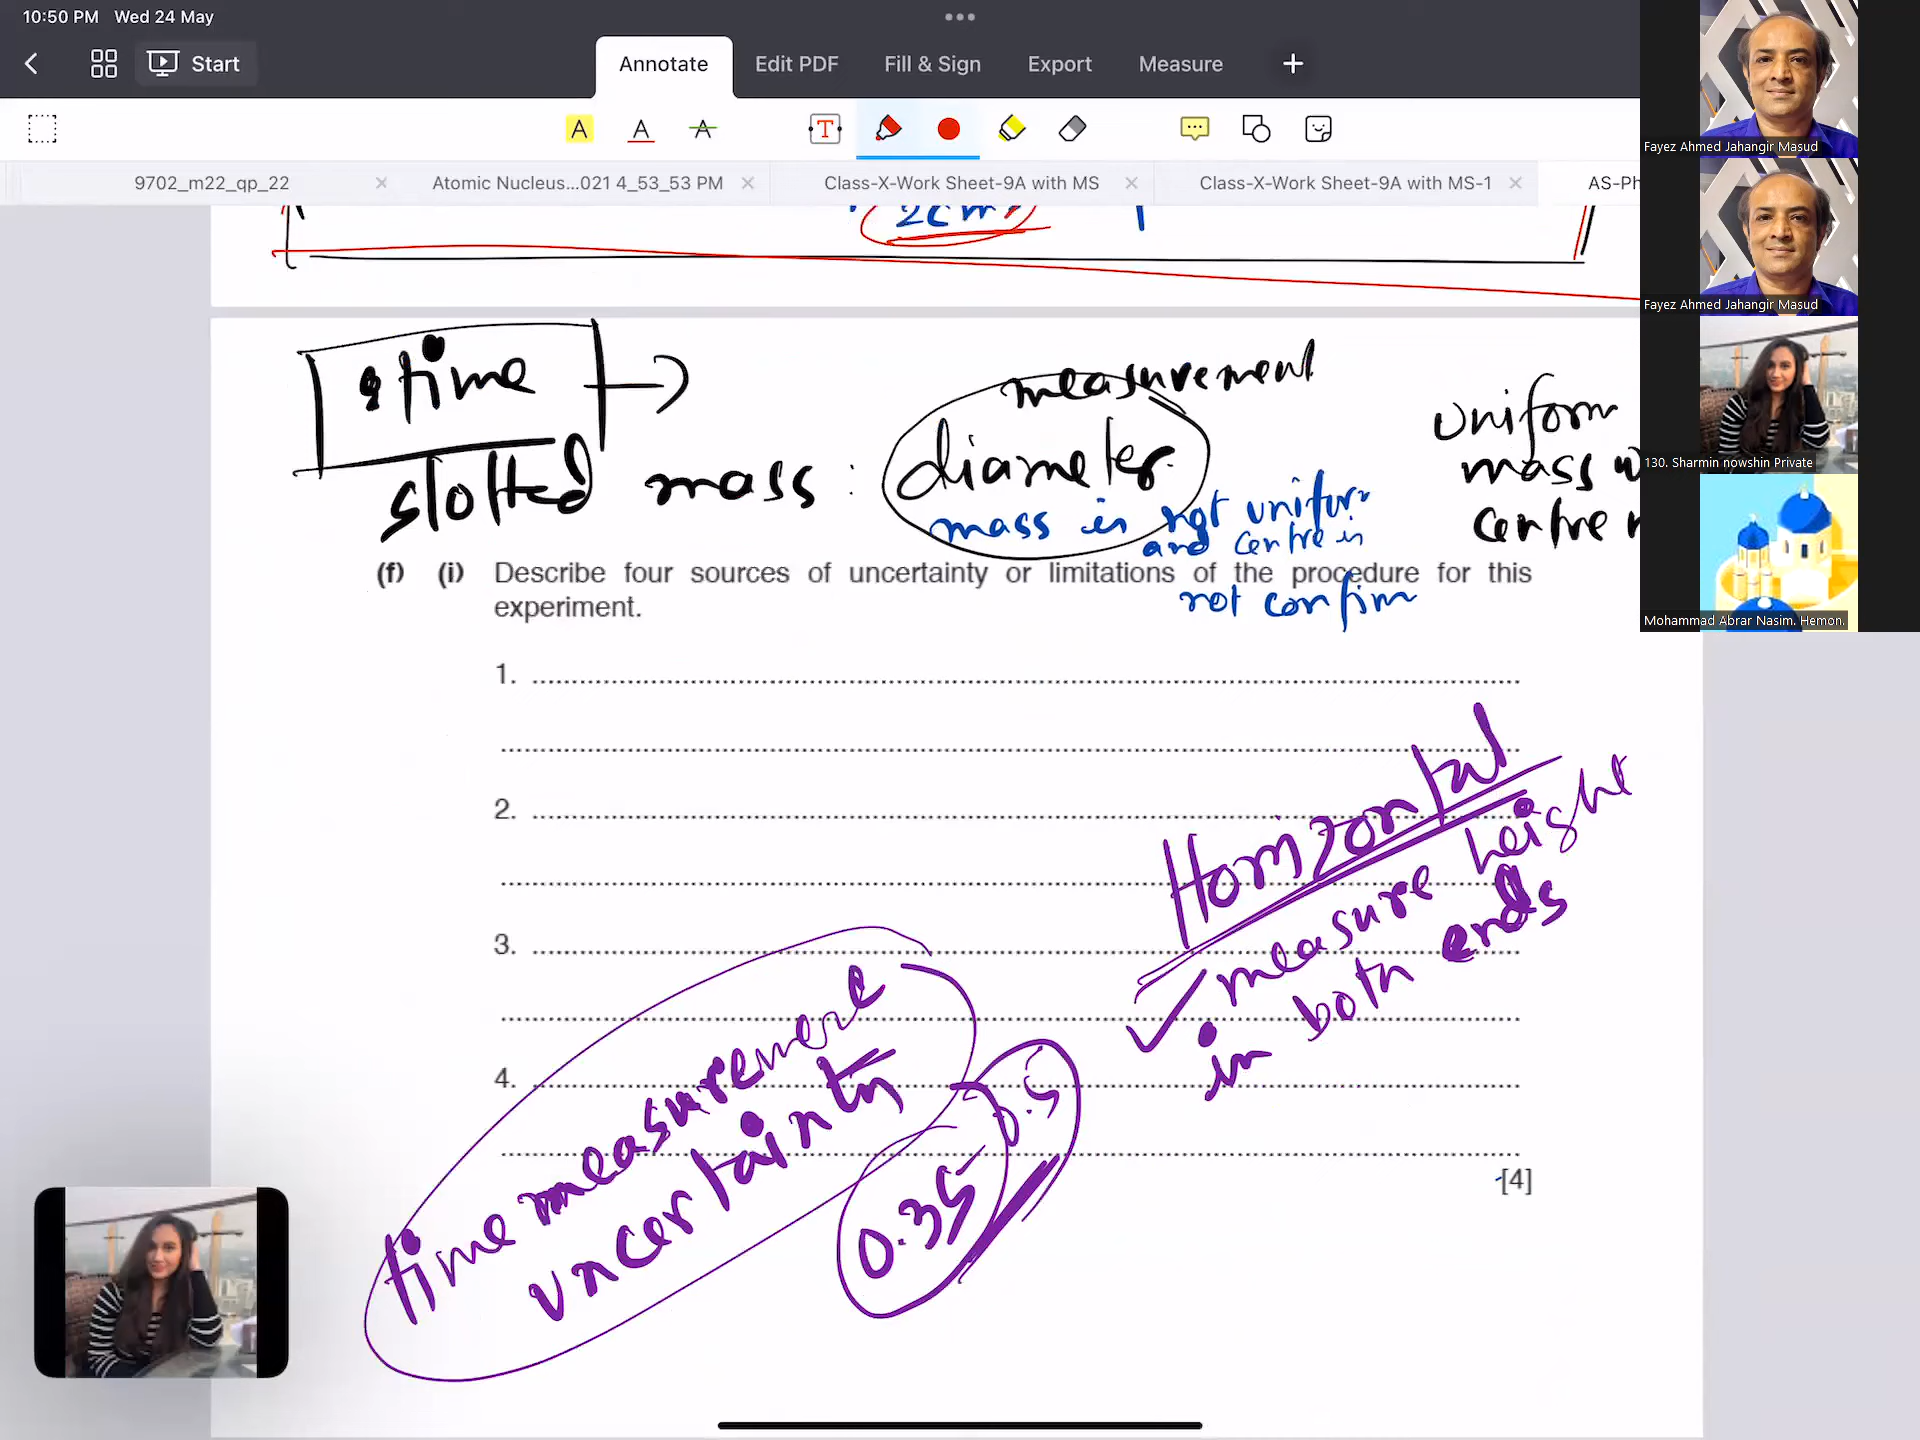 10:50 PM Wed 24 May
Start
Annotate
Edit PDF
Fill & Sign
Export
Measure
9702_m22_qp_22
Atomic Nucleus...021 4_53_53 PM
Class-X-Work Sheet-9A with MS
Class-X-Work Sheet-9A with MS-1
AS-Ph
Fayez Ahmed Jahangir Masud
Fayez Ahmed Jahangir Masud
130. Sharmin nowshin Private
Mohammad Abrar Nasim. Hemon.
time
measurement
slotted mass : diameter
uniform
mass
centre
mass is not uniform
and centre is
not confirm
(f) (i) Describe four sources of uncertainty or limitations of the procedure for this
experiment.
1.
2.
3.
4.
[4]
Horizontal
measure height
in both ends
time measurement
uncertainty
0.3s
0.5